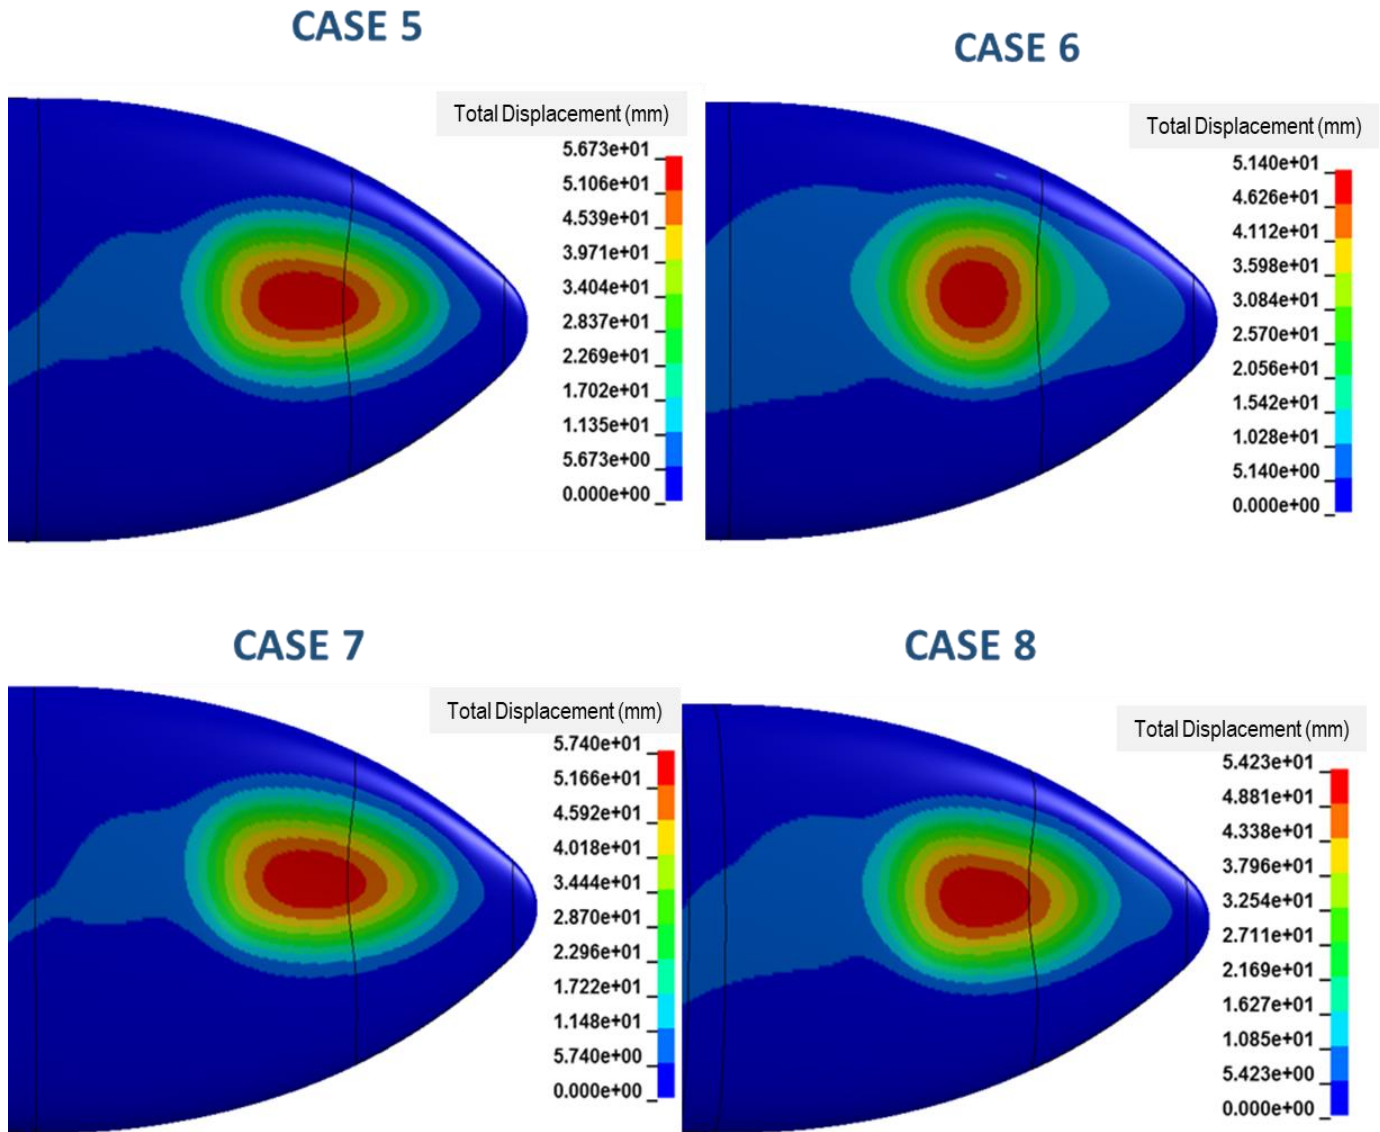 CASE 5
Total Displacement (mm)
5.673e+01
5.106e+01
4.539e+01
3.971e+01
3.404e+01
2.837e+01
2.269e+01
1.702e+01
1.135e+01
5.673e+00
0.000e+00
CASE 6
Total Displacement (mm)
5.140e+01
4.626e+01
4.112e+01
3.598e+01
3.084e+01
2.570e+01
2.056e+01
1.542e+01
1.028e+01
5.140e+00
0.000e+00
CASE 7
Total Displacement (mm)
5.740e+01
5.166e+01
4.592e+01
4.018e+01
3.444e+01
2.870e+01
2.296e+01
1.722e+01
1.148e+01
5.740e+00
0.000e+00
CASE 8
Total Displacement (mm)
5.423e+01
4.881e+01
4.338e+01
3.796e+01
3.254e+01
2.711e+01
2.169e+01
1.627e+01
1.085e+01
5.423e+00
0.000e+00